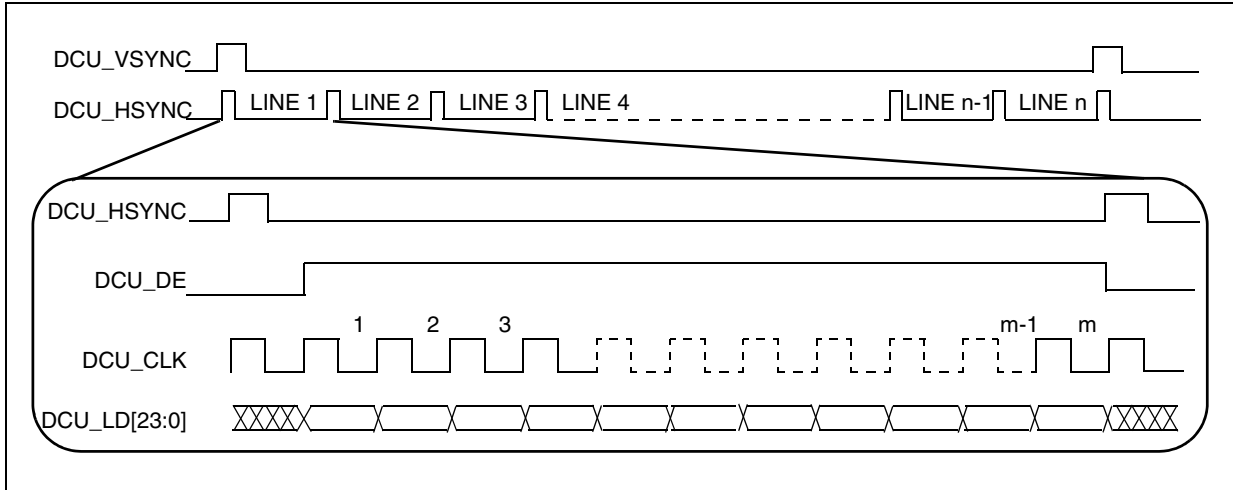 DCU_VSYNC
DCU_HSYNC LINE 1 LINE 2 LINE 3 LINE 4 LINE n-1 LINE n
DCU_HSYNC
DCU_DE
1 2 3 m-1 m
DCU_CLK
DCU_LD[23:0]